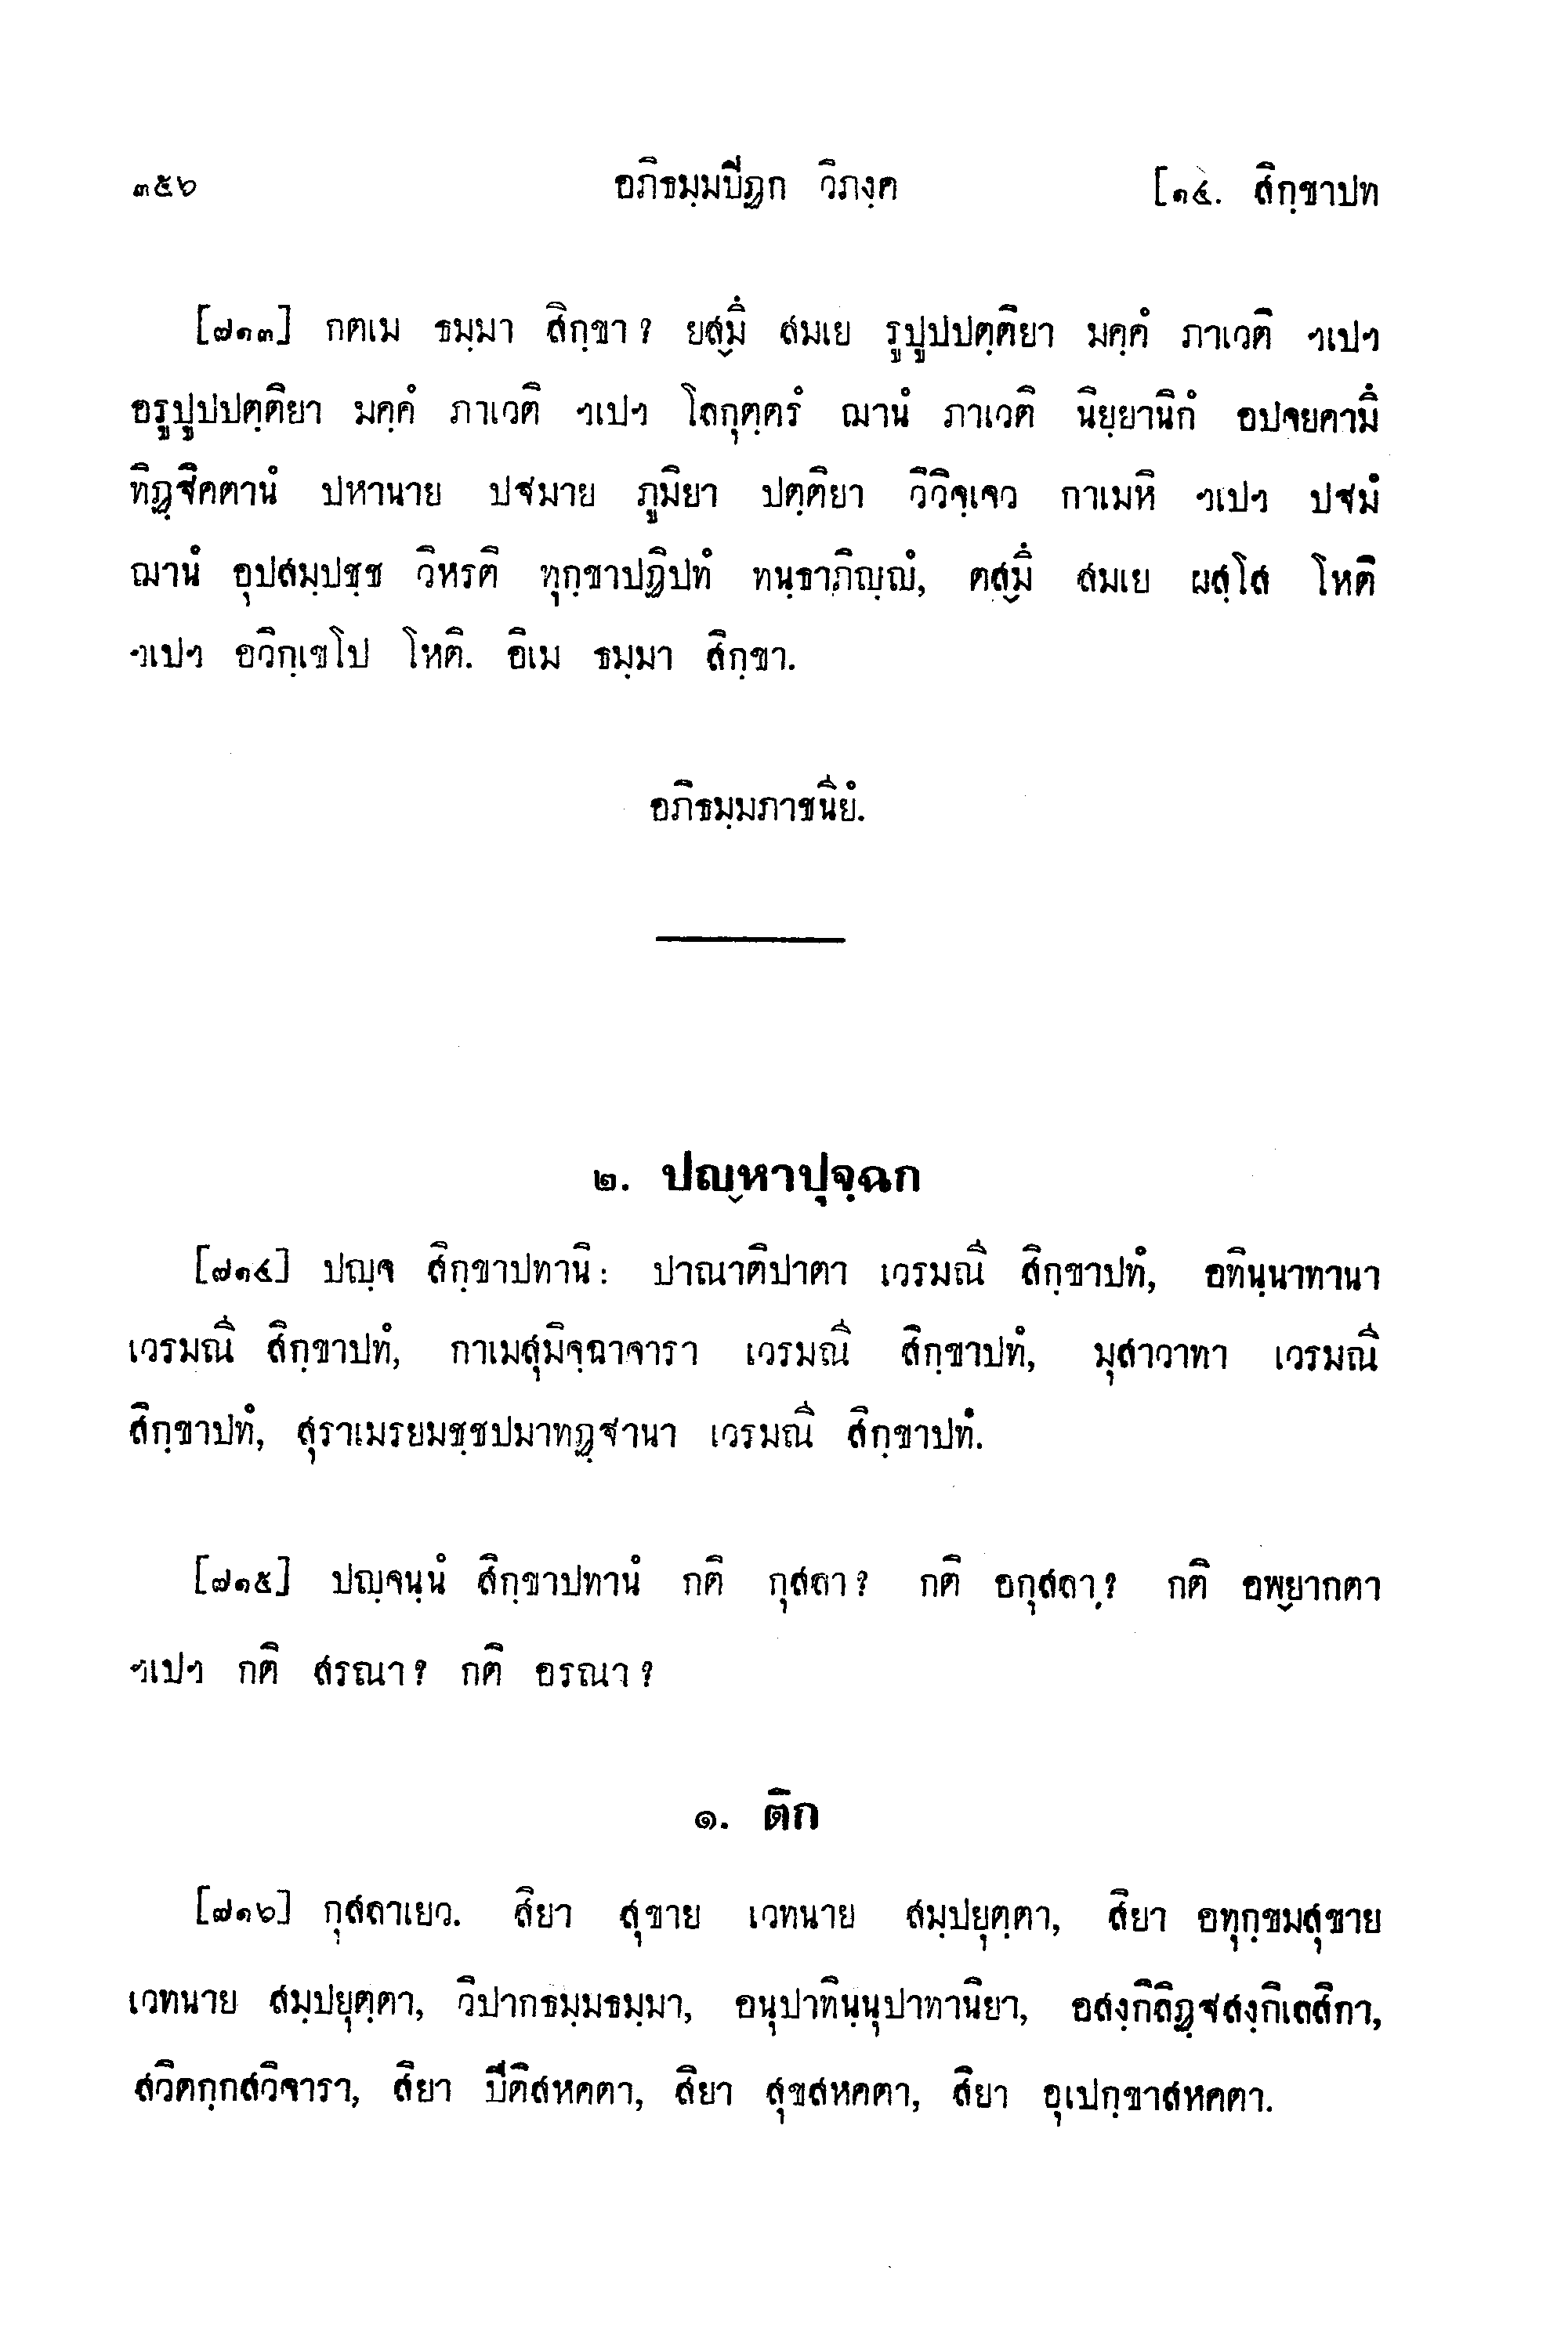 ๓๕๖ อภิธมฺมปีฏก วิภงฺค [๑๔. สิกฺขาปท
[๗๑๓] กตเม ธมฺมา สิกฺขา? ยสฺมึ สมเย รูปูปปตฺติยา มคฺคํ ภาเวติ ฯเปฯ
อรูปูปปตฺติยา มคฺคํ ภาเวติ ฯเปฯ โลกุตฺตรํ ฌานํ ภาเวติ นิยฺยานิกํ อปจยคามึ
ทิฏฺฐิคตานํ ปหานาย ปฐมาย ภูมิยา ปตฺติยา วิวิจฺเจว กาเมหิ ฯเปฯ ปฐมํ
ฌานํ อุปสมฺปชฺช วิหรติ ทุกฺขาปฏิปทํ ทนฺธาภิญฺญํ, ตสฺมึ สมเย ผสฺโส โหติ
ฯเปฯ อวิกฺเขโป โหติ. อิเม ธมฺมา สิกฺขา.
อภิธมฺมภาชนียํ.
๒. ปญฺหาปุจฺฉก
[๗๑๔] ปญฺจ สิกฺขาปทานิ: ปาณาติปาตา เวรมณี สิกฺขาปทํ, อทินฺนาทานา
เวรมณี สิกฺขาปทํ, กาเมสุมิจฺฉาจารา เวรมณี สิกฺขาปทํ, มุสาวาทา เวรมณี
สิกฺขาปทํ, สุราเมรยมชฺชปมาทฏฺฐานา เวรมณี สิกฺขาปทํ.
[๗๑๕] ปญฺจนฺนํ สิกฺขาปทานํ กติ กุสลา? กติ อกุสลา? กติ อพฺยากตา
ฯเปฯ กติ สรณา? กติ อรณา?
๑. ติก
[๗๑๖] กุสลาเยว. สิยา สุขาย เวทนาย สมฺปยุตฺตา, สิยา อทุกฺขมสุขาย
เวทนาย สมฺปยุตฺตา, วิปากธมฺมธมฺมา, อนุปาทินฺนุปาทานิยา, อสงฺกิลิฏฺฐสงฺกิเลสิกา,
สวิตกฺกสวิจารา, สิยา ปีติสหคตา, สิยา สุขสหคตา, สิยา อุเปกฺขาสหคตา.